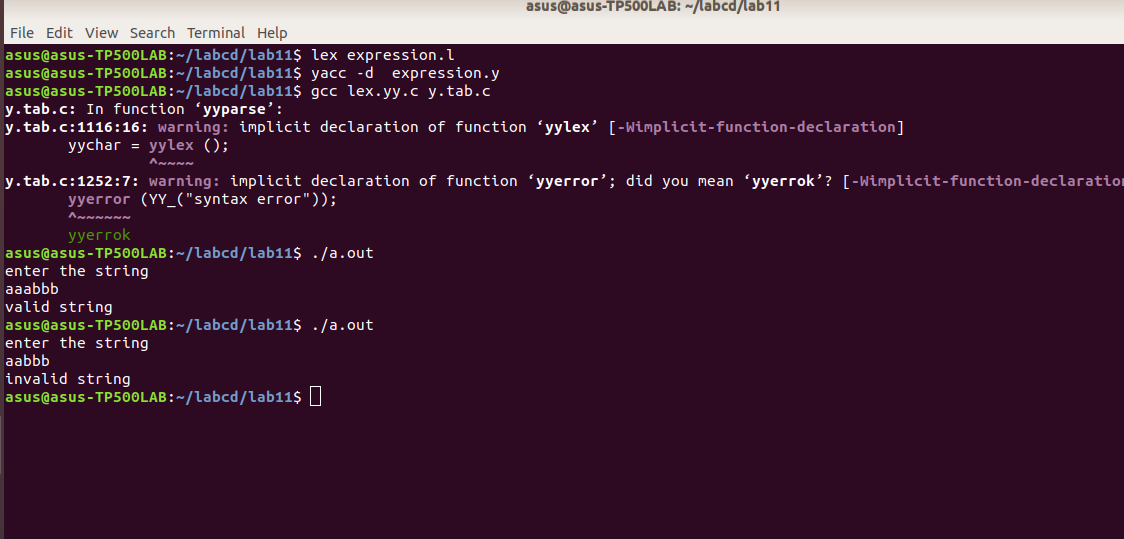 asus@asus-TP500LAB: ~/labcd/lab11
File Edit View Search Terminal Help
asus@asus-TP500LAB:~/labcd/lab11$ lex expression.l
asus@asus-TP500LAB:~/labcd/lab11$ yacc -d  expression.y
asus@asus-TP500LAB:~/labcd/lab11$ gcc lex.yy.c y.tab.c
y.tab.c: In function ‘yyparse’:
y.tab.c:1116:16: warning: implicit declaration of function ‘yylex’ [-Wimplicit-function-declaration]
       yychar = yylex ();
                ^~~~~
y.tab.c:1252:7: warning: implicit declaration of function ‘yyerror’; did you mean ‘yyerrok’? [-Wimplicit-function-declaration
       yyerror (YY_("syntax error"));
       ^~~~~~~
       yyerrok
asus@asus-TP500LAB:~/labcd/lab11$ ./a.out
enter the string
aaabbb
valid string
asus@asus-TP500LAB:~/labcd/lab11$ ./a.out
enter the string
aabbb
invalid string
asus@asus-TP500LAB:~/labcd/lab11$